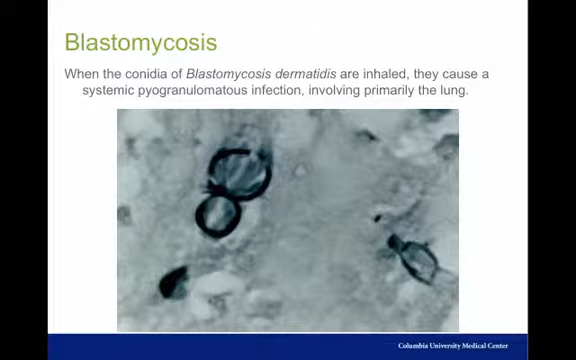 Blastomycosis
When the conidia of Blastomycosis dermatidis are inhaled, they cause a
systemic pyogranulomatous infection, involving primarily the lung.
Columbia University Medical Center